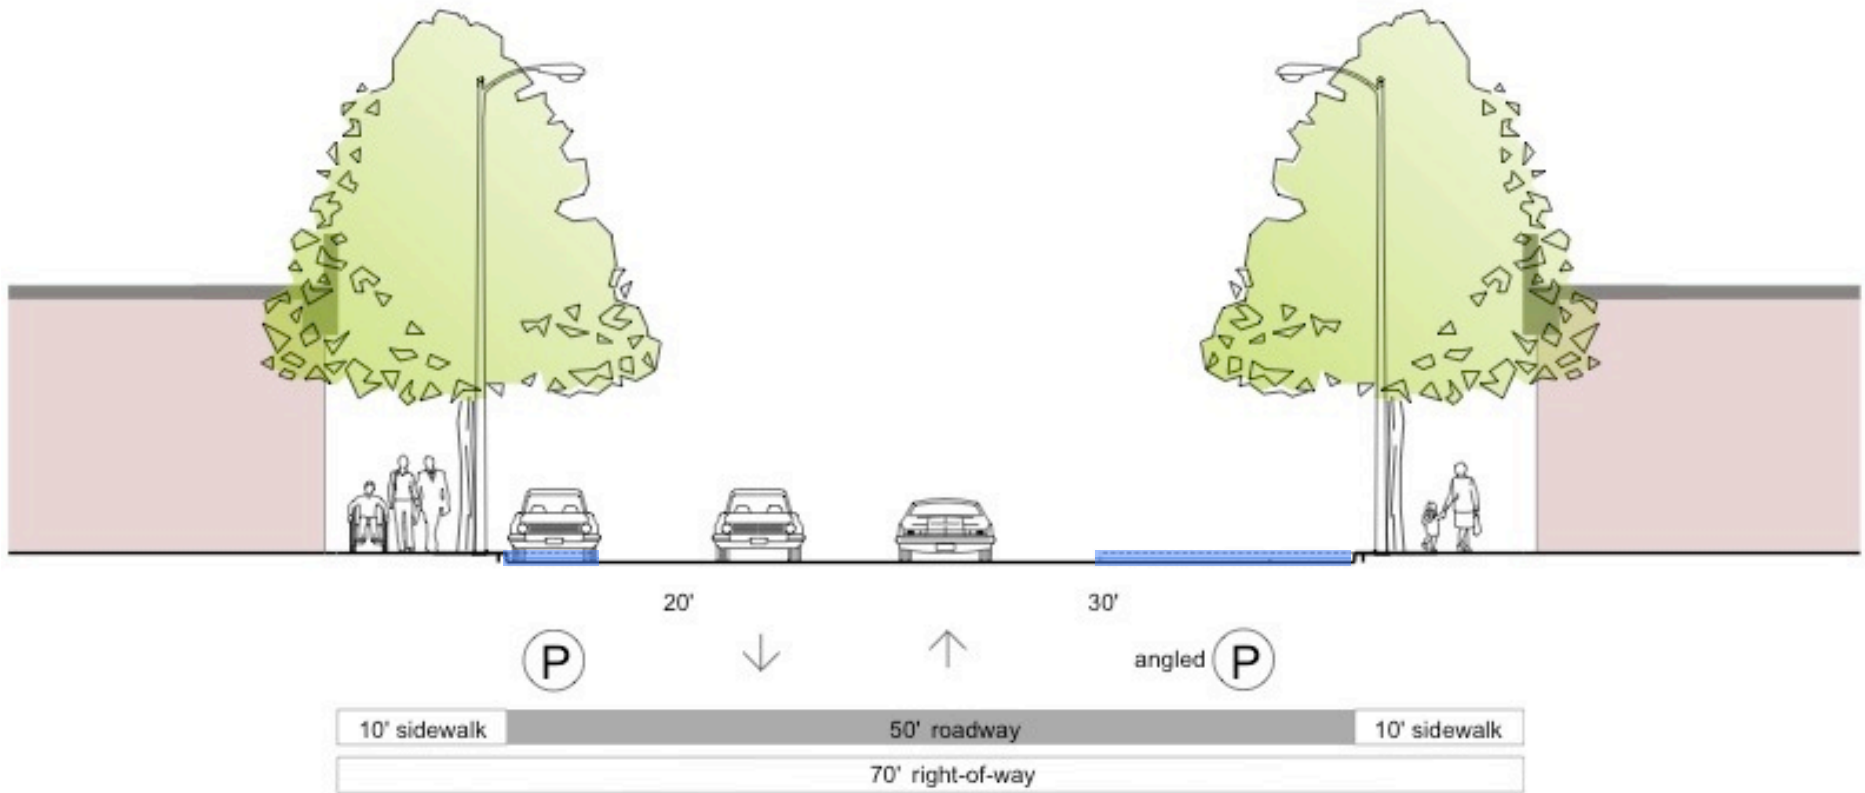 20' 30'
P angled P
10' sidewalk 50' roadway 10' sidewalk
70' right-of-way